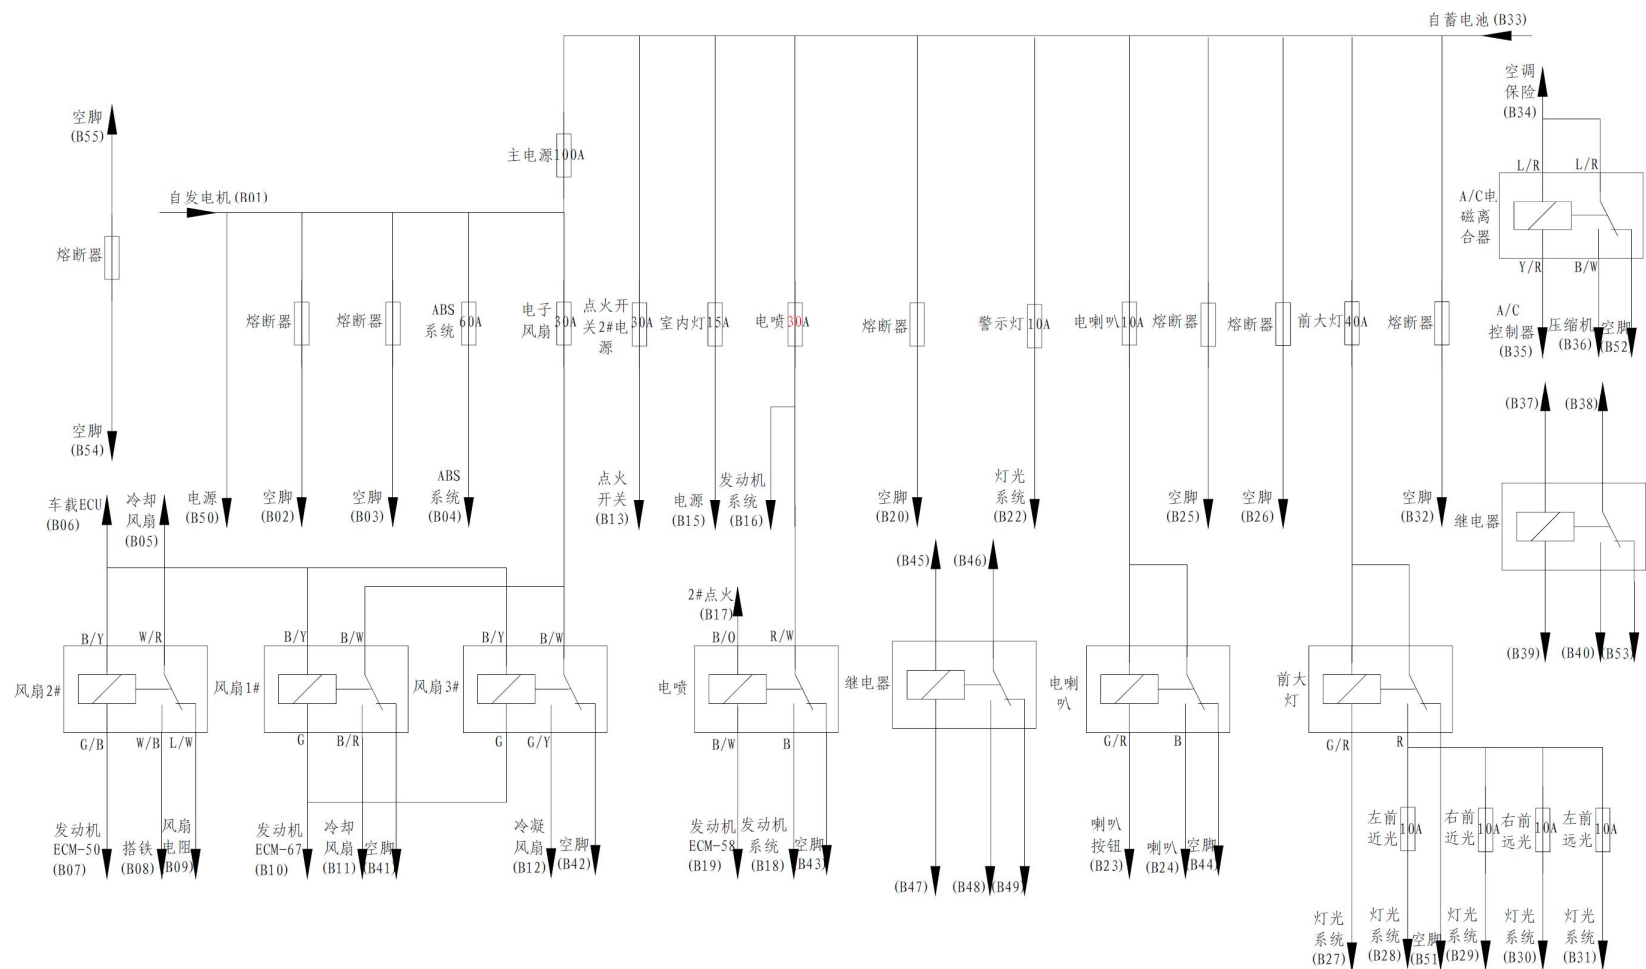 自蓄电池(B33)
空调
保险
(B34)
空脚
(B55)
主电源100A
L/R
L/R
自发电机(B01)
A/C电
磁离
合器
熔断器
Y/R
B/W
熔断器
熔断器
ABS
系统
60A
电子
风扇
30A
点火开
关2#电
源
30A
室内灯15A
电喷30A
熔断器
警示灯10A
电喇叭10A
熔断器
熔断器
前大灯40A
熔断器
A/C
控制器
(B35)
压缩机
(B36)
空脚
(B52)
空脚
(B54)
(B37)
(B38)
车载ECU
(B06)
冷却
风扇
(B05)
电源
(B50)
空脚
(B02)
空脚
(B03)
ABS
系统
(B04)
点火
开关
(B13)
电源
(B15)
发动机
系统
(B16)
空脚
(B20)
灯光
系统
(B22)
空脚
(B25)
空脚
(B26)
空脚
(B32)
继电器
(B45)
(B46)
2#点火
(B17)
(B39)
(B40)
(B53)
B/Y
W/R
B/Y
B/W
B/Y
B/W
B/O
R/W
风扇2#
风扇1#
风扇3#
电喷
继电器
电喇
叭
前大
灯
G/B
W/B
L/W
G
B/R
G
G/Y
B/W
B
G/R
B
G/R
R
发动机
ECM-50
(B07)
搭铁
(B08)
风扇
电阻
(B09)
发动机
ECM-67
(B10)
冷却
风扇
(B11)
空脚
(B41)
冷凝
风扇
(B12)
空脚
(B42)
发动机
ECM-58
(B19)
发动机
系统
(B18)
空脚
(B43)
(B47)
(B48)
(B49)
喇叭
按钮
(B23)
喇叭
(B24)
空脚
(B44)
左前
近光
10A
右前
近光
10A
右前
远光
10A
左前
远光
10A
灯光
系统
(B27)
灯光
系统
(B28)
空脚
(B51)
灯光
系统
(B29)
灯光
系统
(B30)
灯光
系统
(B31)